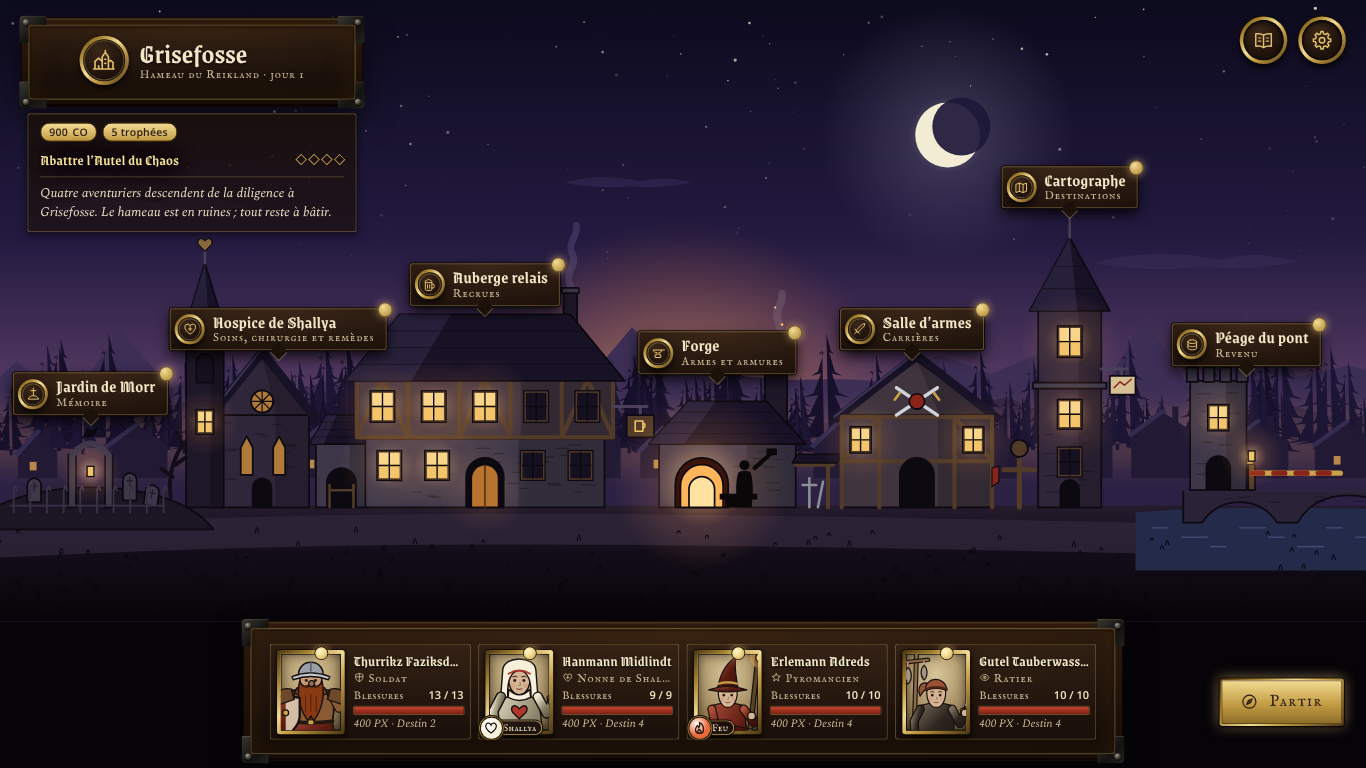 Grisefosse
Hameau du Reikland · jour 1
900 CO
5 trophées
Abattre l'Autel du Chaos
Quatre aventuriers descendent de la diligence à
Grisefosse. Le hameau est en ruines ; tout reste à bâtir.
Cartographe
Destinations
Auberge relais
Recrues
Hospice de Shallya
Soins, chirurgie et remèdes
Salle d'armes
Carrières
Forge
Armes et armures
Péage du pont
Revenu
Jardin de Morr
Mémoire
Thurrikz Faziksd...
Soldat
Blessures 13 / 13
400 PX · Destin 2
Hanmann Midlindt
Nonne de Shal...
Blessures 9 / 9
400 PX · Destin 4
Shallya
Erlemann Adreds
Pyromancien
Blessures 10 / 10
400 PX · Destin 4
Feu
Gutel Tauberwass...
Ratier
Blessures 10 / 10
400 PX · Destin 4
Partir